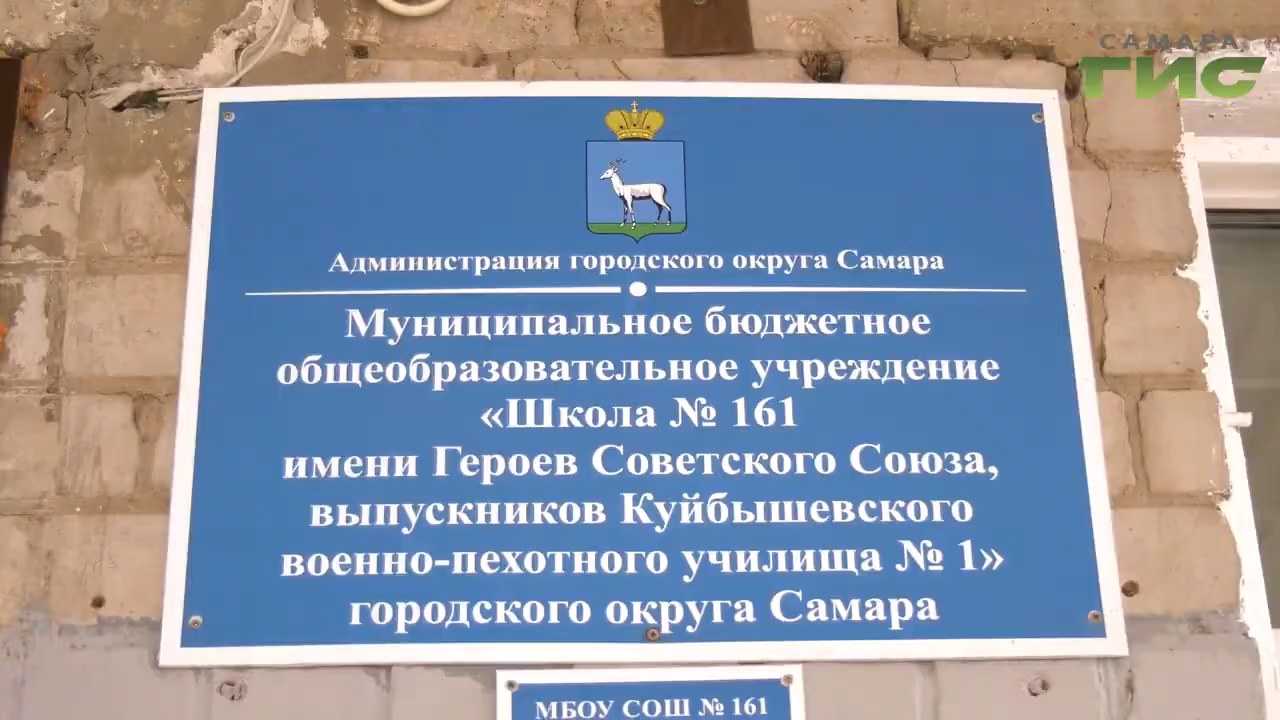 САМАРА
ГИС
Администрация городского округа Самара
Муниципальное бюджетное
общеобразовательное учреждение
«Школа № 161
имени Героев Советского Союза,
выпускников Куйбышевского
военно-пехотного училища № 1»
городского округа Самара
МБОУ СОШ № 161